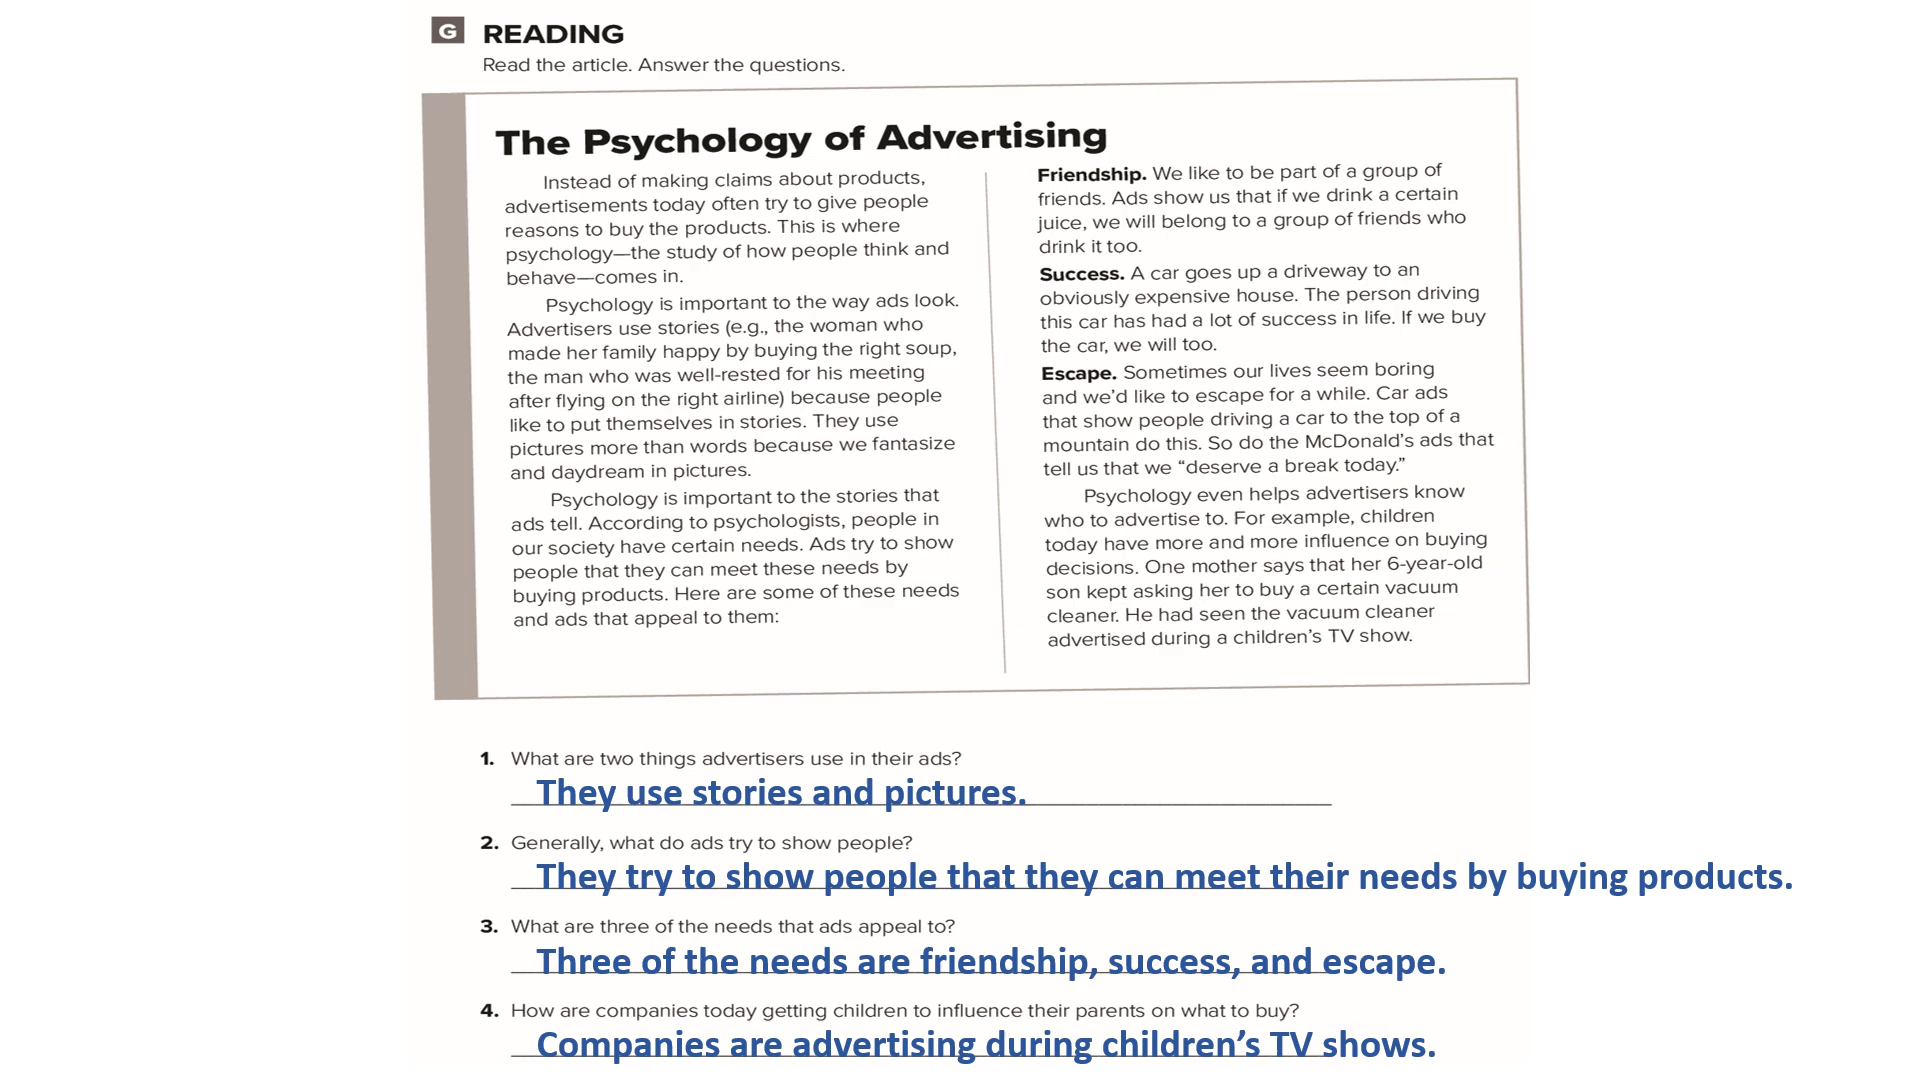 G READING
Read the article. Answer the questions.
The Psychology of Advertising
Instead of making claims about products,
advertisements today often try to give people
reasons to buy the products. This is where
psychology—the study of how people think and
behave—comes in.
Psychology is important to the way ads look.
Advertisers use stories (e.g., the woman who
made her family happy by buying the right soup,
the man who was well-rested for his meeting
after flying on the right airline) because people
like to put themselves in stories. They use
pictures more than words because we fantasize
and daydream in pictures.
Psychology is important to the stories that
ads tell. According to psychologists, people in
our society have certain needs. Ads try to show
people that they can meet these needs by
buying products. Here are some of these needs
and ads that appeal to them:
Friendship. We like to be part of a group of
friends. Ads show us that if we drink a certain
juice, we will belong to a group of friends who
drink it too.
Success. A car goes up a driveway to an
obviously expensive house. The person driving
this car has had a lot of success in life. If we buy
the car, we will too.
Escape. Sometimes our lives seem boring
and we'd like to escape for a while. Car ads
that show people driving a car to the top of a
mountain do this. So do the McDonald's ads that
tell us that we “deserve a break today.”
Psychology even helps advertisers know
who to advertise to. For example, children
today have more and more influence on buying
decisions. One mother says that her 6-year-old
son kept asking her to buy a certain vacuum
cleaner. He had seen the vacuum cleaner
advertised during a children's TV show.
1. What are two things advertisers use in their ads?
They use stories and pictures.
2. Generally, what do ads try to show people?
They try to show people that they can meet their needs by buying products.
3. What are three of the needs that ads appeal to?
Three of the needs are friendship, success, and escape.
4. How are companies today getting children to influence their parents on what to buy?
Companies are advertising during children's TV shows.